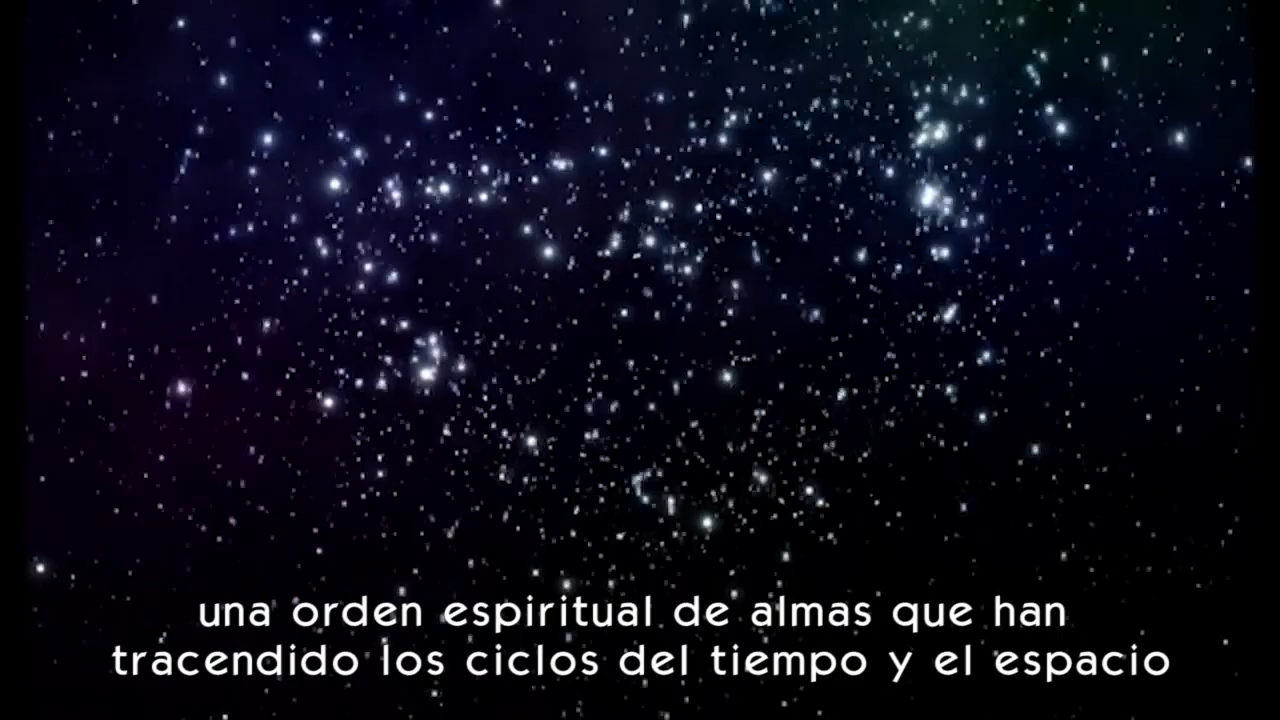 una orden espiritual de almas que han
tracendido los ciclos del tiempo y el espacio